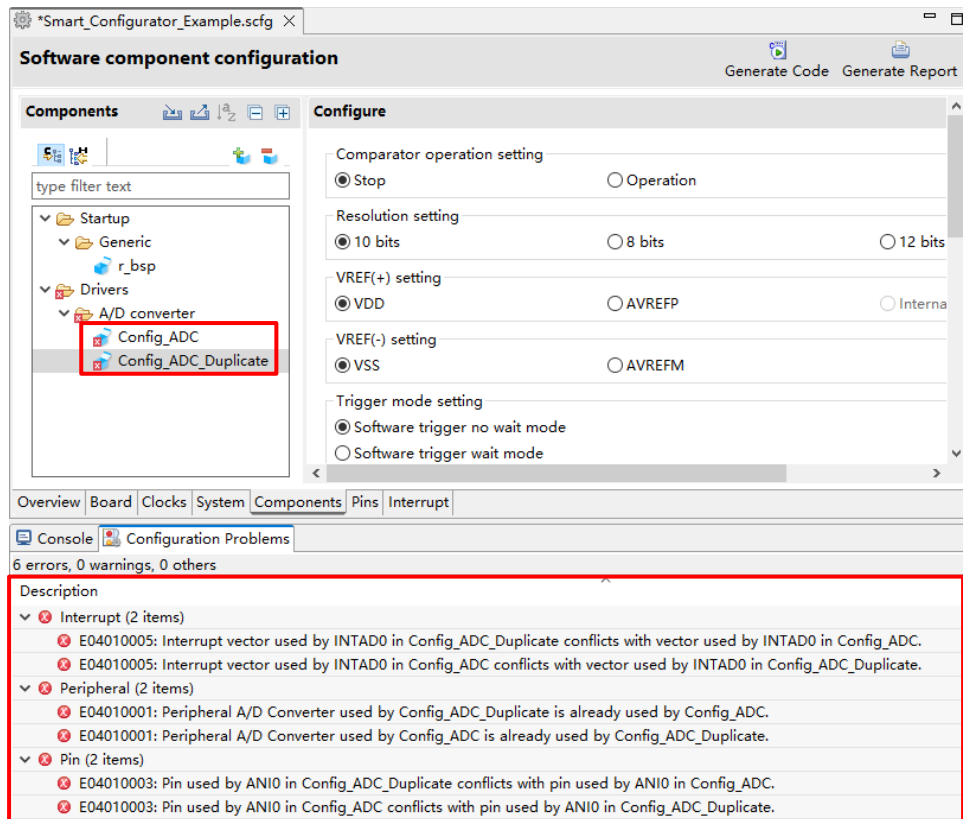 *Smart_Configurator_Example.scfg
Software component configuration
Generate Code Generate Report
Components
Configure
type filter text
Startup
Generic
r_bsp
Drivers
A/D converter
Config_ADC
Config_ADC_Duplicate
Comparator operation setting
Stop Operation
Resolution setting
10 bits 8 bits 12 bits
VREF(+) setting
VDD AVREFP Interna
VREF(-) setting
VSS AVREFM
Trigger mode setting
Software trigger no wait mode
Software trigger wait mode
Overview Board Clocks System Components Pins Interrupt
Console Configuration Problems
6 errors, 0 warnings, 0 others
Description
Interrupt (2 items)
E04010005: Interrupt vector used by INTAD0 in Config_ADC_Duplicate conflicts with vector used by INTAD0 in Config_ADC.
E04010005: Interrupt vector used by INTAD0 in Config_ADC conflicts with vector used by INTAD0 in Config_ADC_Duplicate.
Peripheral (2 items)
E04010001: Peripheral A/D Converter used by Config_ADC_Duplicate is already used by Config_ADC.
E04010001: Peripheral A/D Converter used by Config_ADC is already used by Config_ADC_Duplicate.
Pin (2 items)
E04010003: Pin used by ANI0 in Config_ADC_Duplicate conflicts with pin used by ANI0 in Config_ADC.
E04010003: Pin used by ANI0 in Config_ADC conflicts with pin used by ANI0 in Config_ADC_Duplicate.